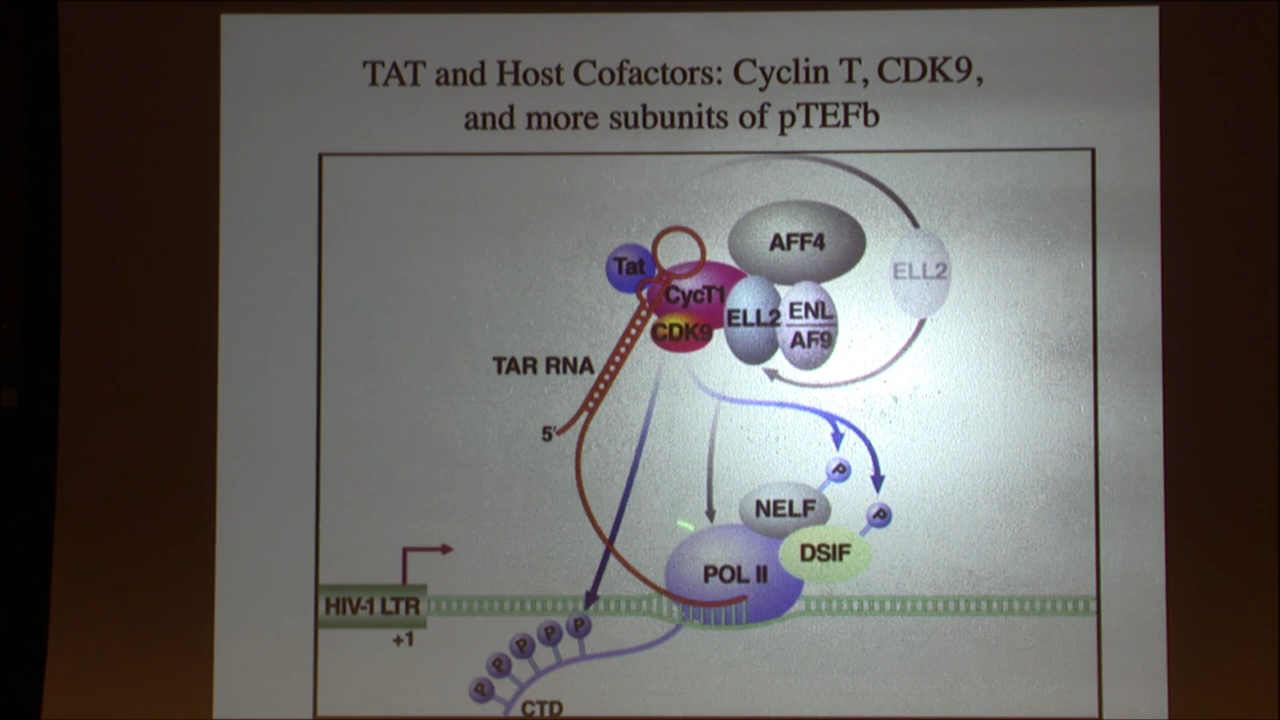 TAT and Host Cofactors: Cyclin T, CDK9,
and more subunits of pTEFb
AFF4
Tat
ELL2
CycT1
ELL2
ENL
CDK9
AF9
TAR RNA
5'
P
NELF
P
DSIF
POL II
HIV-1 LTR
+1
P
P
P
P
P
CTD